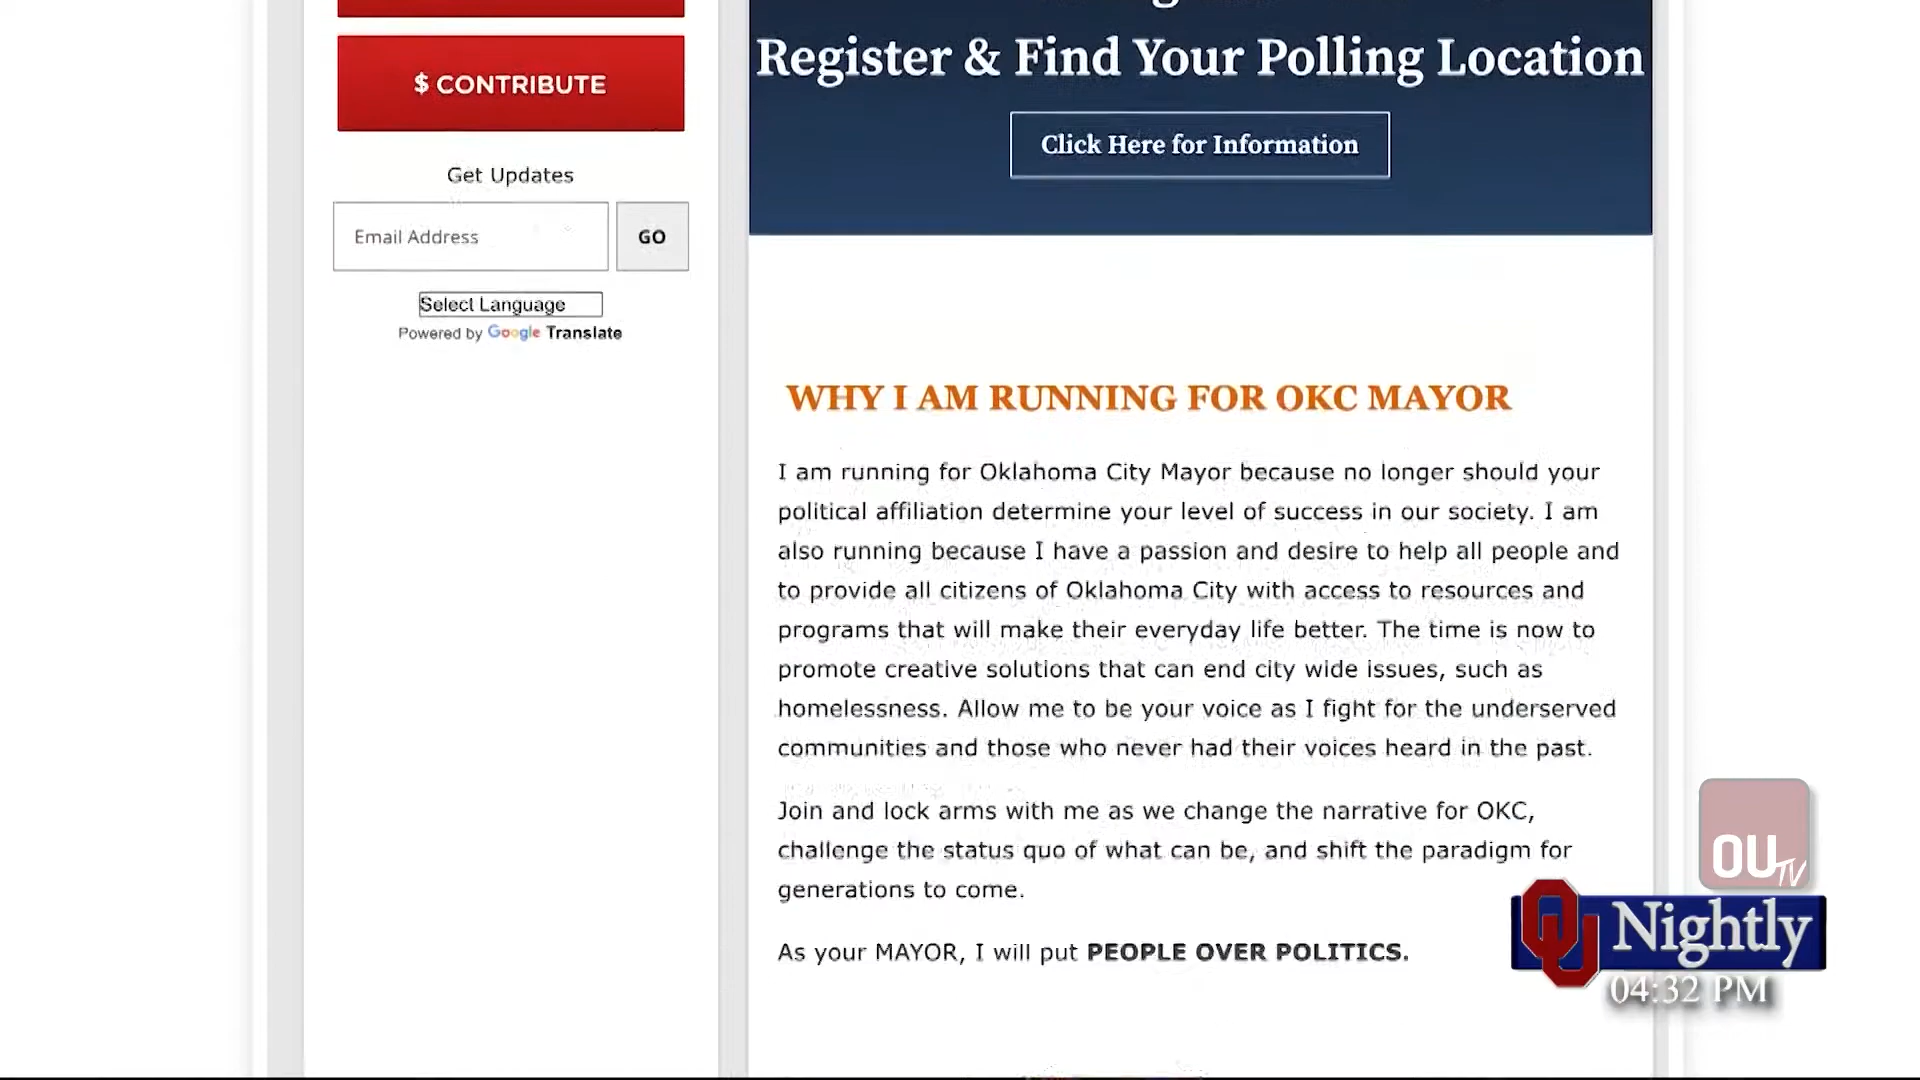 $ CONTRIBUTE
Get Updates
Email Address
GO
Select Language
Powered by Google Translate
Register & Find Your Polling Location
Click Here for Information
WHY I AM RUNNING FOR OKC MAYOR
I am running for Oklahoma City Mayor because no longer should your
political affiliation determine your level of success in our society. I am
also running because I have a passion and desire to help all people and
to provide all citizens of Oklahoma City with access to resources and
programs that will make their everyday life better. The time is now to
promote creative solutions that can end city wide issues, such as
homelessness. Allow me to be your voice as I fight for the underserved
communities and those who never had their voices heard in the past.
Join and lock arms with me as we change the narrative for OKC,
challenge the status quo of what can be, and shift the paradigm for
generations to come.
As your MAYOR, I will put PEOPLE OVER POLITICS.
OUTV
OU Nightly
04:32 PM